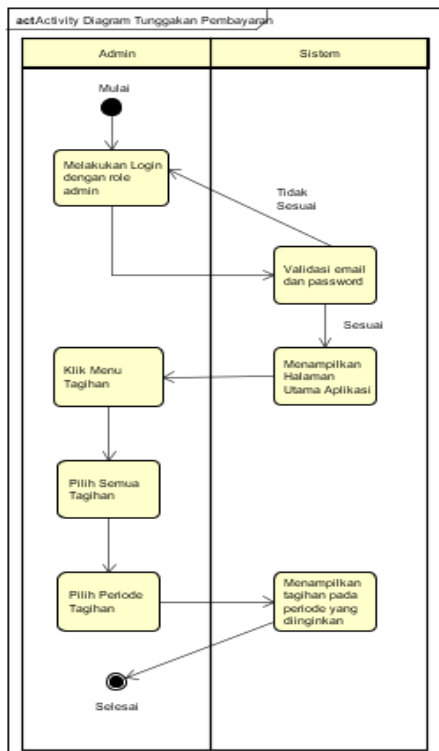 actActivity Diagram Tunggakan Pembayaran
Admin
Sistem
Mulai
Melakukan Login
dengan role
admin
Tidak
Sesuai
Validasi email
dan password
Sesuai
Klik Menu
Tagihan
Menampilkan
Halaman
Utama Aplikasi
Pilih Semua
Tagihan
Pilih Periode
Tagihan
Menampilkan
tagihan pada
periode yang
diinginkan
Selesai